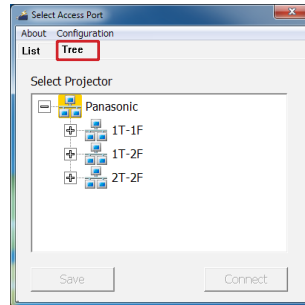 Select Access Port
About Configuration
List Tree
Select Projector
Panasonic
1T-1F
1T-2F
2T-2F
Save Connect